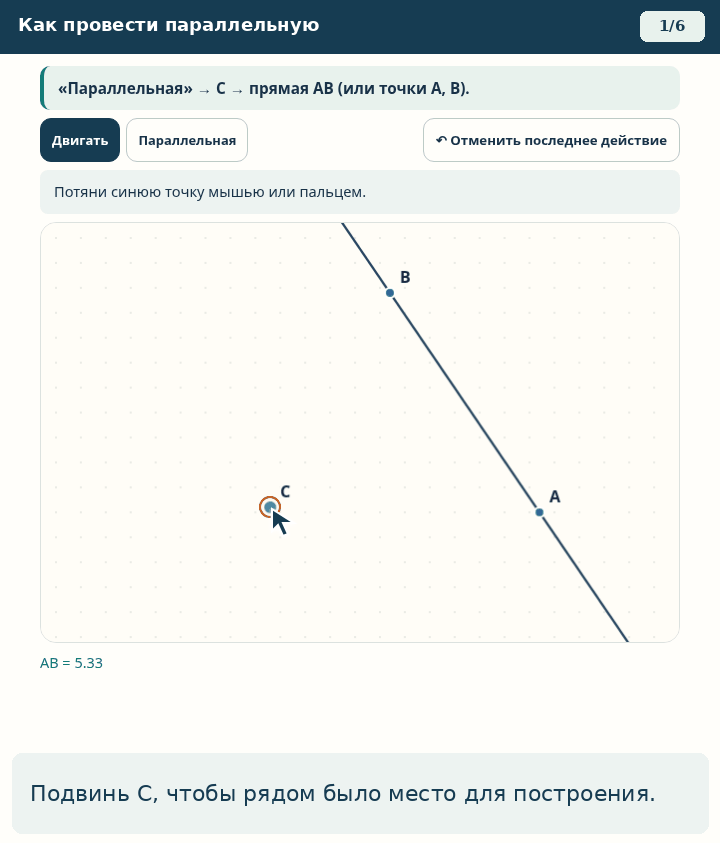 Как провести параллельную
1/6
«Параллельная» → C → прямая AB (или точки A, B).
Двигать
Параллельная
↶ Отменить последнее действие
Потяни синюю точку мышью или пальцем.
B
C
A
AB = 5.33
Подвинь C, чтобы рядом было место для построения.